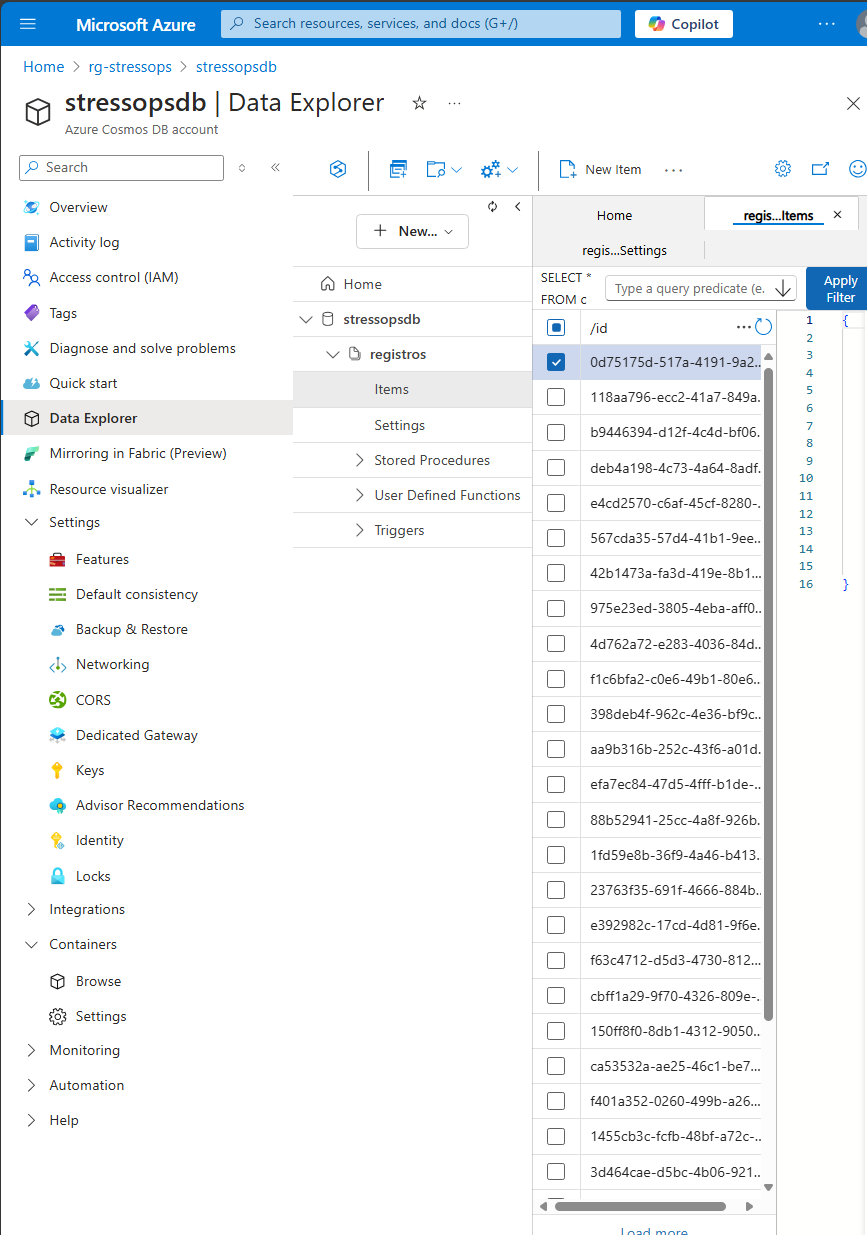 Microsoft Azure
Search resources, services, and docs (G+/)
Copilot
...
Home > rg-stressops > stressopsdb
stressopsdb | Data Explorer
...
Azure Cosmos DB account
Search
Overview
Activity log
Access control (IAM)
Tags
Diagnose and solve problems
Quick start
Data Explorer
Mirroring in Fabric (Preview)
Resource visualizer
Settings
Features
Default consistency
Backup & Restore
Networking
CORS
Dedicated Gateway
Keys
Advisor Recommendations
Identity
Locks
Integrations
Containers
Browse
Settings
Monitoring
Automation
Help
New Item
...
+ New...
Home
stressopsdb
registros
Items
Settings
Stored Procedures
User Defined Functions
Triggers
Home
regis...Items
regis...Settings
SELECT *
FROM c
Type a query predicate (e.
Apply
Filter
/id
...
0d75175d-517a-4191-9a2...
118aa796-ecc2-41a7-849a.
b9446394-d12f-4c4d-bf06.
deb4a198-4c73-4a64-8adf.
e4cd2570-c6af-45cf-8280-.
567cda35-57d4-41b1-9ee..
42b1473a-fa3d-419e-8b1...
975e23ed-3805-4eba-aff0..
4d762a72-e283-4036-84d..
f1c6bfa2-c0e6-49b1-80e6..
398deb4f-962c-4e36-bf9c..
aa9b316b-252c-43f6-a01d.
efa7ec84-47d5-4fff-b1de-..
88b52941-25cc-4a8f-926b.
1fd59e8b-36f9-4a46-b413.
23763f35-691f-4666-884b..
e392982c-17cd-4d81-9f6e.
f63c4712-d5d3-4730-812...
cbff1a29-9f70-4326-809e-.
150ff8f0-8db1-4312-9050..
ca53532a-ae25-46c1-be7...
f401a352-0260-499b-a26...
1455cb3c-fcfb-48bf-a72c-..
3d464cae-d5bc-4b06-921..
Load more
1
2
3
4
5
6
7
8
9
10
11
12
13
14
15
16
{
}